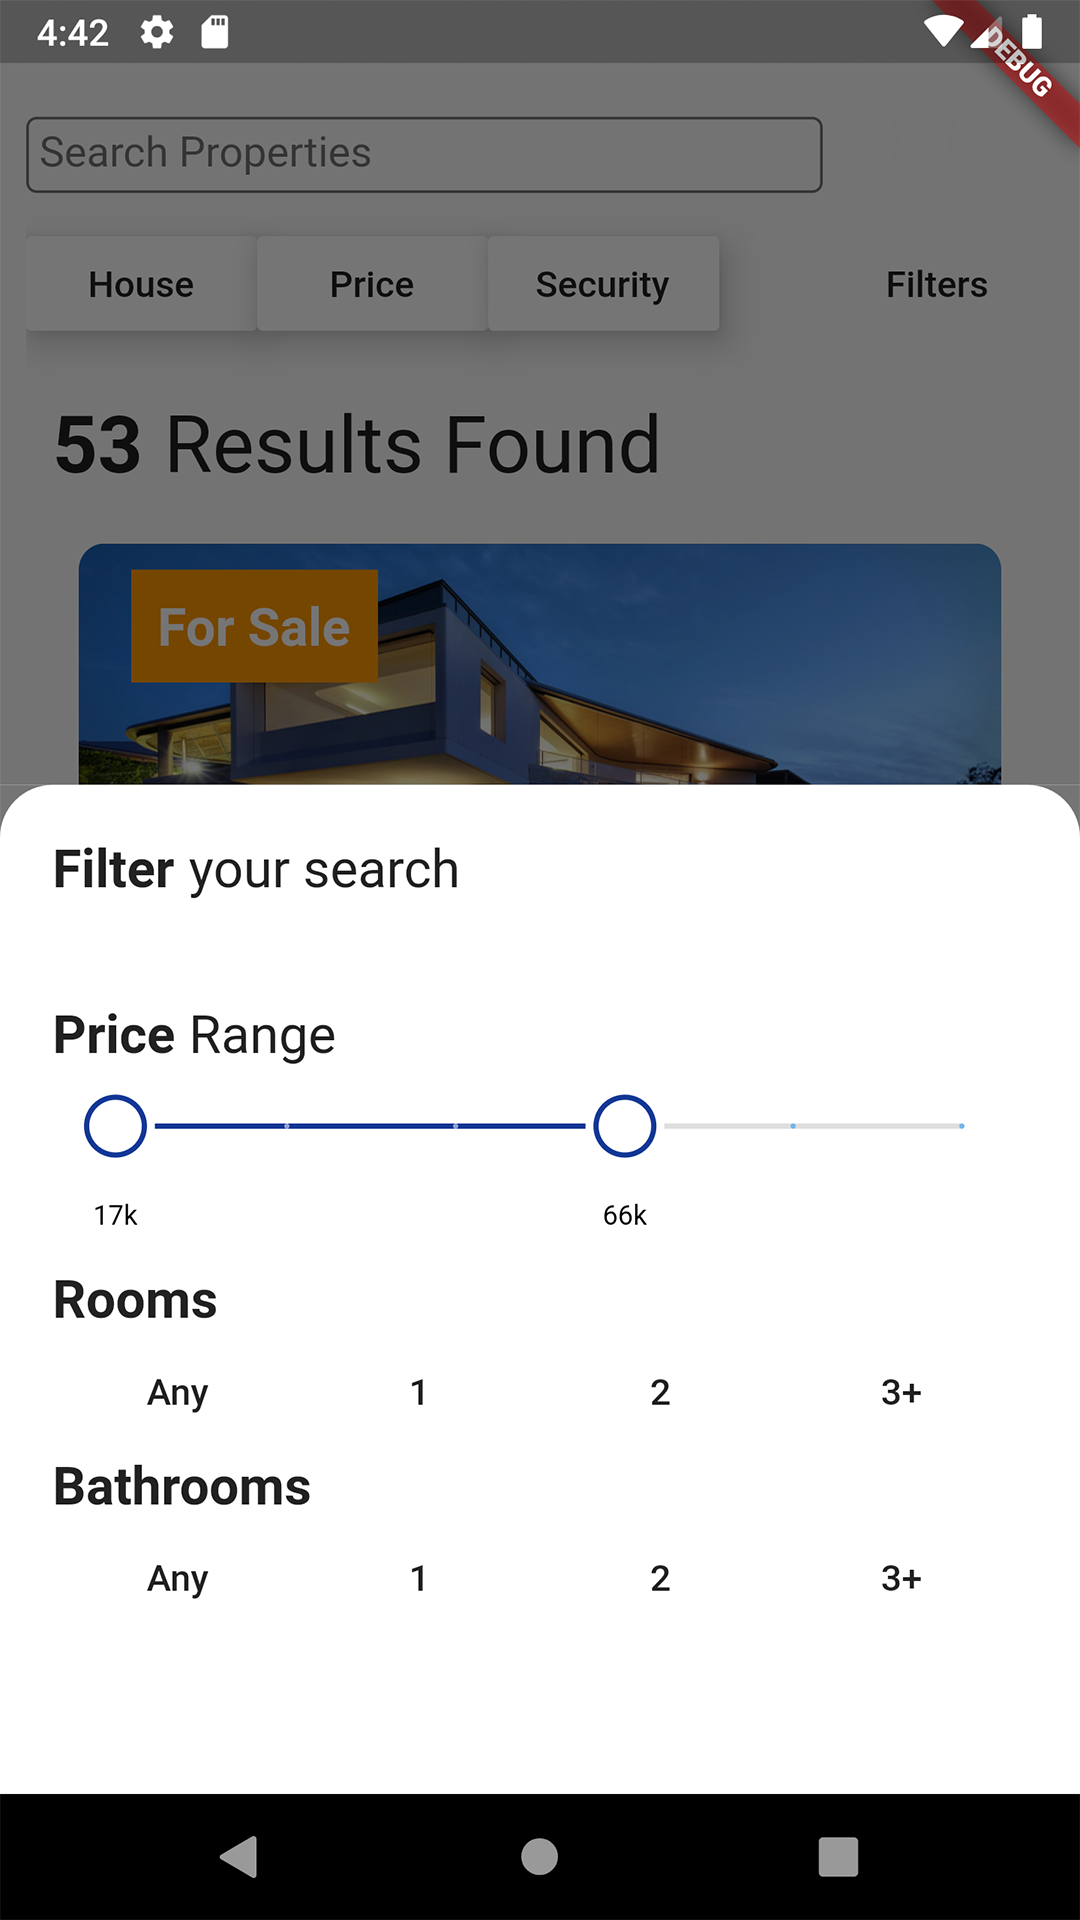 4:42
DEBUG
Search Properties
House Price Security Filters
53 Results Found
For Sale
Filter your search
Price Range
17k 66k
Rooms
Any 1 2 3+
Bathrooms
Any 1 2 3+